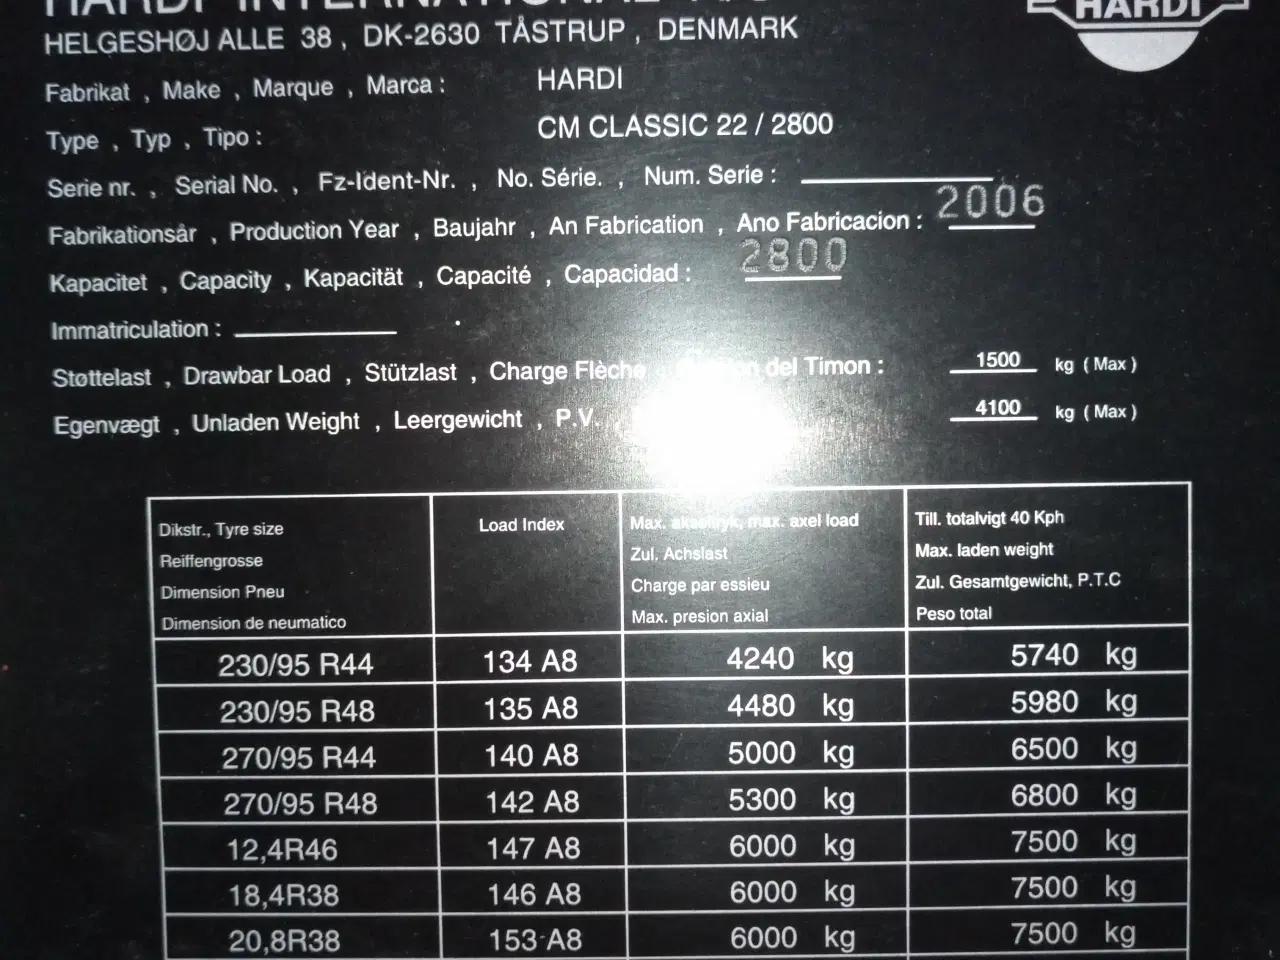 HARDI INTERNATIONAL A/S
HARDI
HELGESHØJ ALLE 38 , DK-2630 TÅSTRUP , DENMARK
Fabrikat , Make , Marque , Marca : HARDI
Type , Typ , Tipo : CM CLASSIC 22 / 2800
Serie nr. , Serial No. , Fz-Ident-Nr. , No. Série. , Num. Serie :
Fabrikationsår , Production Year , Baujahr , An Fabrication , Ano Fabricacion : 2006
Kapacitet , Capacity , Kapacität , Capacité , Capacidad : 2800
Immatriculation :
Støttelast , Drawbar Load , Stützlast , Charge Flèche del Timon : 1500 kg ( Max )
Egenvægt , Unladen Weight , Leergewicht , P.V. 4100 kg ( Max )
Dikstr., Tyre size
Reiffengrosse
Dimension Pneu
Dimension de neumatico
Load Index
Max. akseltryk, max. axel load
Zul. Achslast
Charge par essieu
Max. presion axial
Till. totalvigt 40 Kph
Max. laden weight
Zul. Gesamtgewicht, P.T.C
Peso total
230/95 R44 134 A8 4240 kg 5740 kg
230/95 R48 135 A8 4480 kg 5980 kg
270/95 R44 140 A8 5000 kg 6500 kg
270/95 R48 142 A8 5300 kg 6800 kg
12,4R46 147 A8 6000 kg 7500 kg
18,4R38 146 A8 6000 kg 7500 kg
20,8R38 153 A8 6000 kg 7500 kg